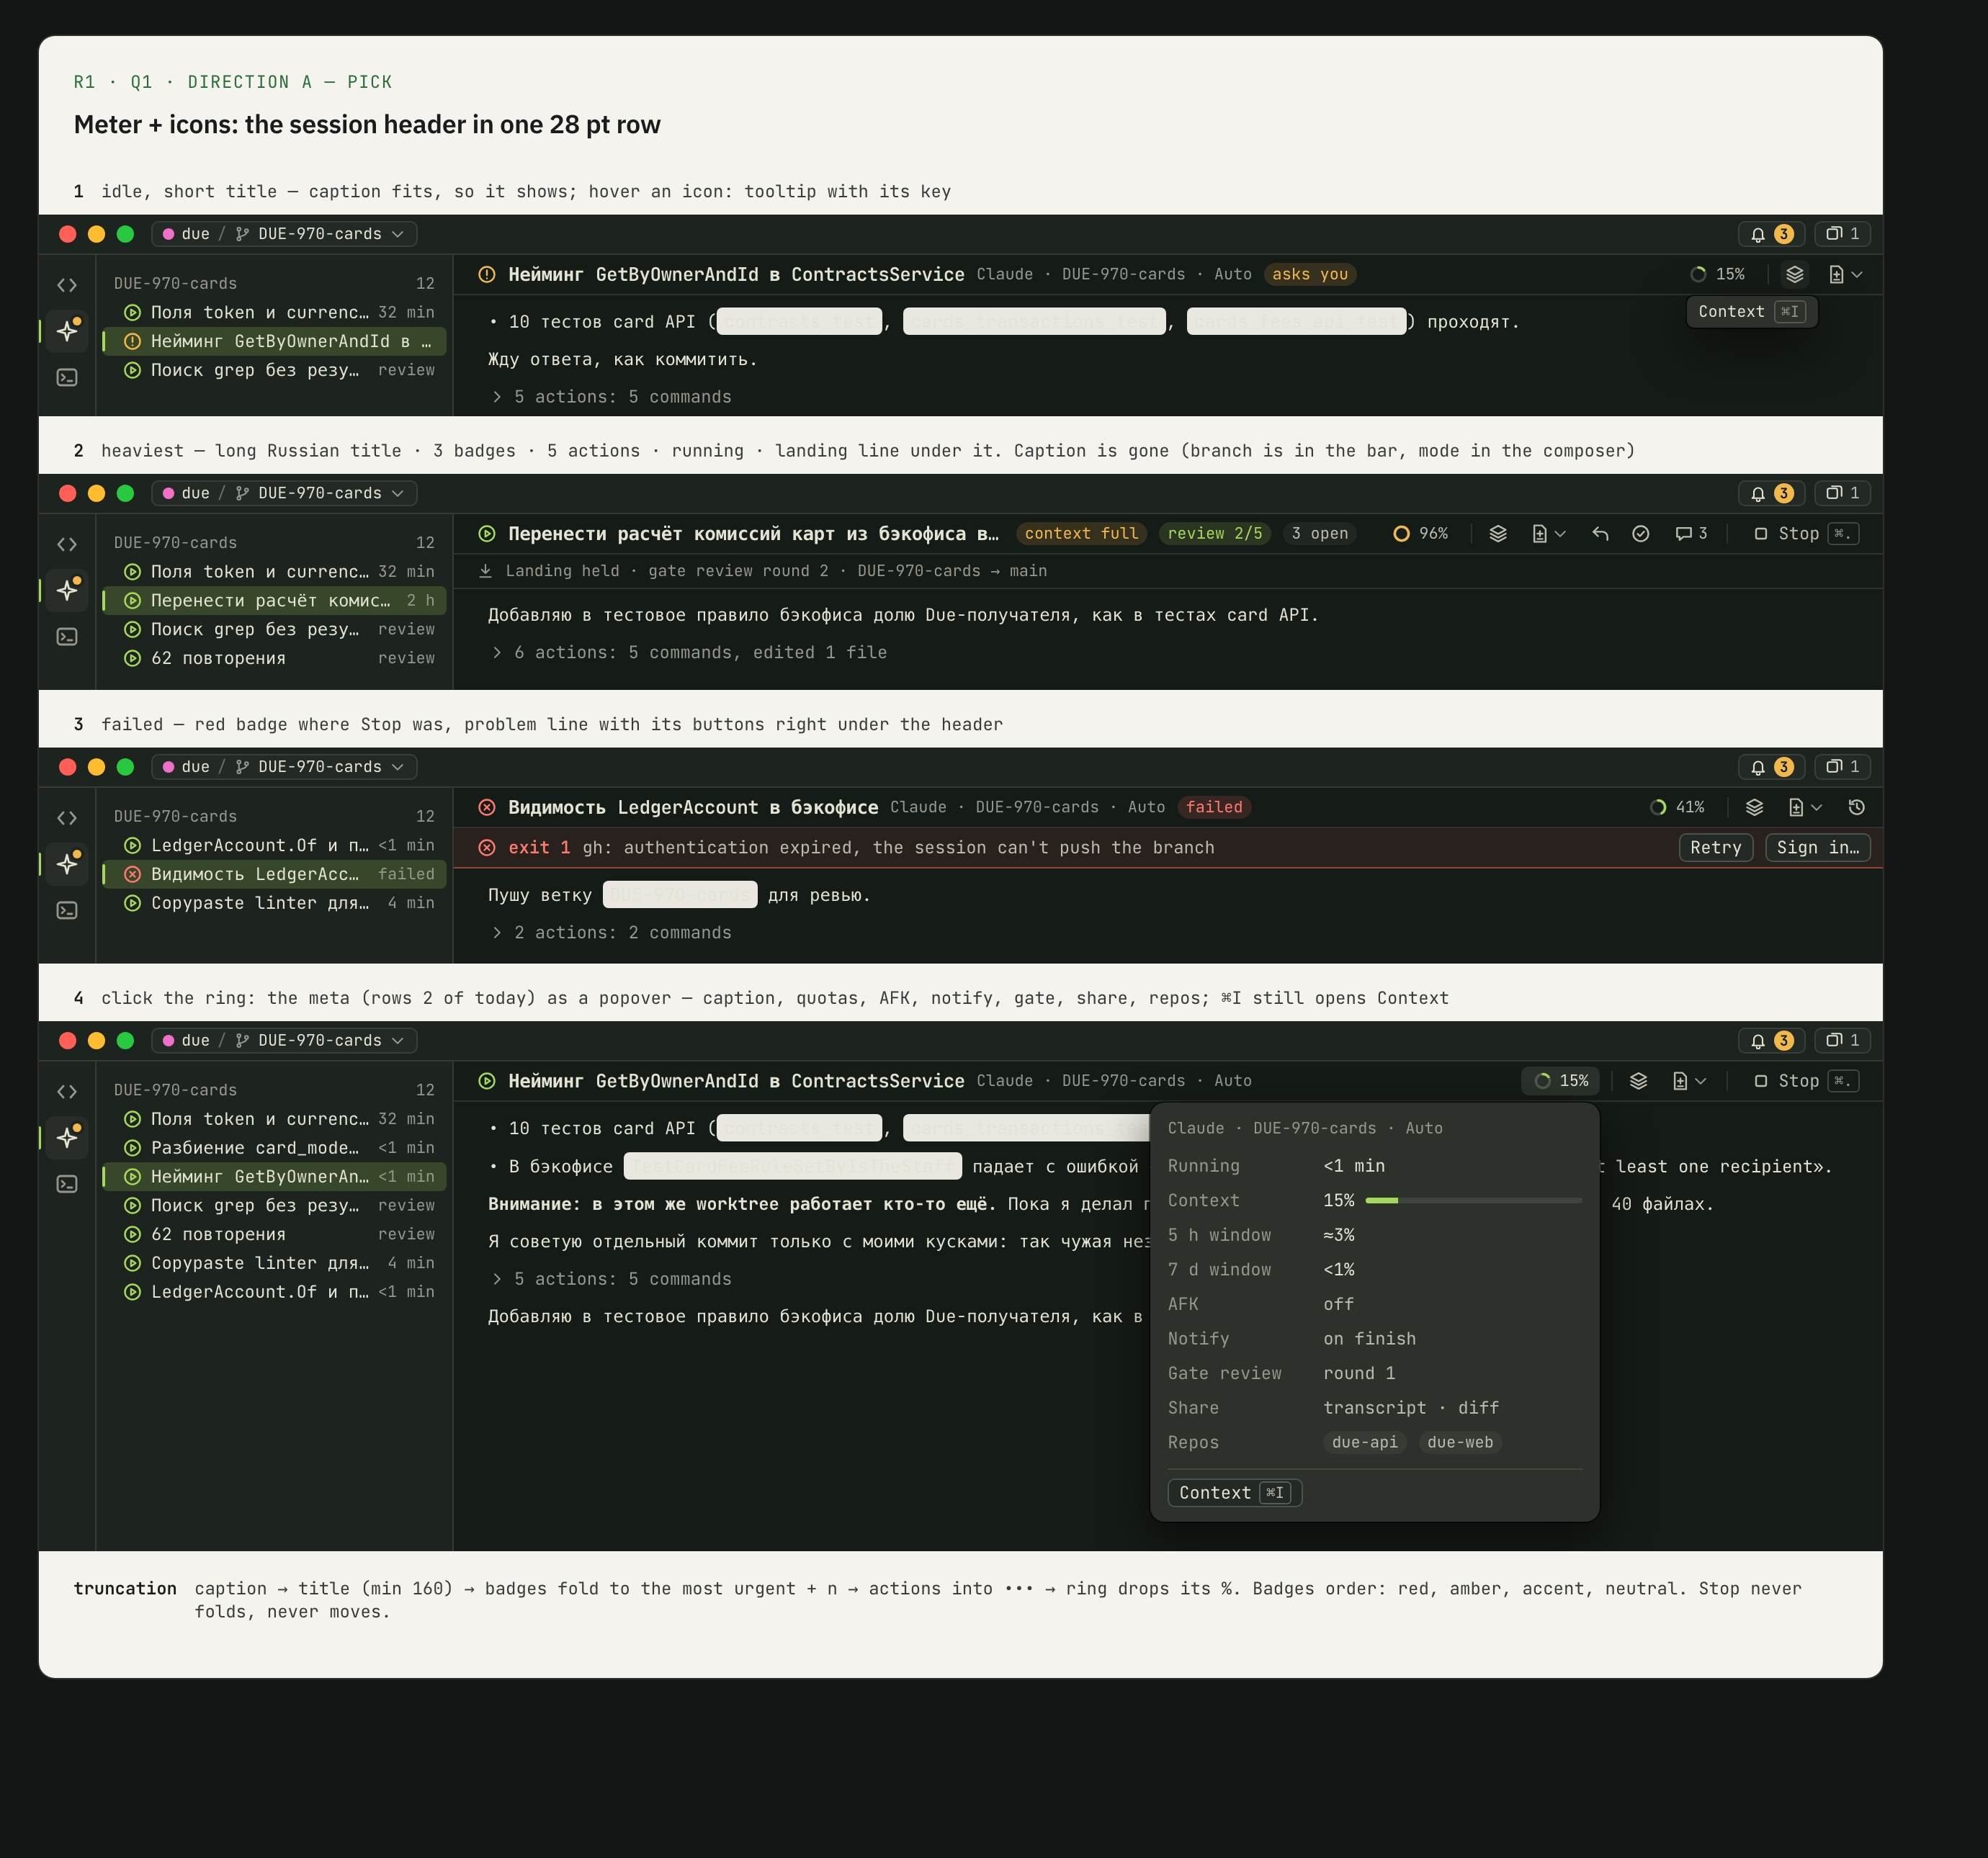 R1 · Q1 · DIRECTION A — PICK
Meter + icons: the session header in one 28 pt row
1 idle, short title — caption fits, so it shows; hover an icon: tooltip with its key
due / DUE-970-cards
3
1
DUE-970-cards 12
Поля token и currenc… 32 min
Нейминг GetByOwnerAndId в …
Поиск grep без резу… review
Нейминг GetByOwnerAndId в ContractsService Claude · DUE-970-cards · Auto asks you
15%
Context ⌘I
• 10 тестов card API (contracts_test, cards_transactions_test, cards_fees_api_test) проходят.
Жду ответа, как коммитить.
5 actions: 5 commands
2 heaviest — long Russian title · 3 badges · 5 actions · running · landing line under it. Caption is gone (branch is in the bar, mode in the composer)
due / DUE-970-cards
3
1
DUE-970-cards 12
Поля token и currenc… 32 min
Перенести расчёт комис… 2 h
Поиск grep без резу… review
62 повторения review
Перенести расчёт комиссий карт из бэкофиса в… context full review 2/5 3 open
96%
3
Stop ⌘.
Landing held · gate review round 2 · DUE-970-cards → main
Добавляю в тестовое правило бэкофиса долю Due-получателя, как в тестах card API.
6 actions: 5 commands, edited 1 file
3 failed — red badge where Stop was, problem line with its buttons right under the header
due / DUE-970-cards
3
1
DUE-970-cards 12
LedgerAccount.Of и п… <1 min
Видимость LedgerAcc… failed
Copypaste linter для… 4 min
Видимость LedgerAccount в бэкофисе Claude · DUE-970-cards · Auto failed
41%
exit 1 gh: authentication expired, the session can't push the branch
Retry
Sign in…
Пушу ветку DUE-970-cards для ревью.
2 actions: 2 commands
4 click the ring: the meta (rows 2 of today) as a popover — caption, quotas, AFK, notify, gate, share, repos; ⌘I still opens Context
due / DUE-970-cards
3
1
DUE-970-cards 12
Поля token и currenc… 32 min
Разбиение card_mode… <1 min
Нейминг GetByOwnerAn… <1 min
Поиск grep без резу… review
62 повторения review
Copypaste linter для… 4 min
LedgerAccount.Of и п… <1 min
Нейминг GetByOwnerAndId в ContractsService Claude · DUE-970-cards · Auto
15%
Stop ⌘.
• 10 тестов card API (contracts_test, cards_transactions_tes
• В бэкофисе падает с ошибкой t least one recipient».
Внимание: в этом же worktree работает кто-то ещё. Пока я делал 40 файлах.
Я советую отдельный коммит только с моими кусками: так чужая
5 actions: 5 commands
Добавляю в тестовое правило бэкофиса долю Due-получателя, как в
Claude · DUE-970-cards · Auto
Running <1 min
Context 15%
5 h window ≈3%
7 d window <1%
AFK off
Notify on finish
Gate review round 1
Share transcript · diff
Repos due-api due-web
Context ⌘I
truncation caption → title (min 160) → badges fold to the most urgent + n → actions into ••• → ring drops its %. Badges order: red, amber, accent, neutral. Stop never
folds, never moves.